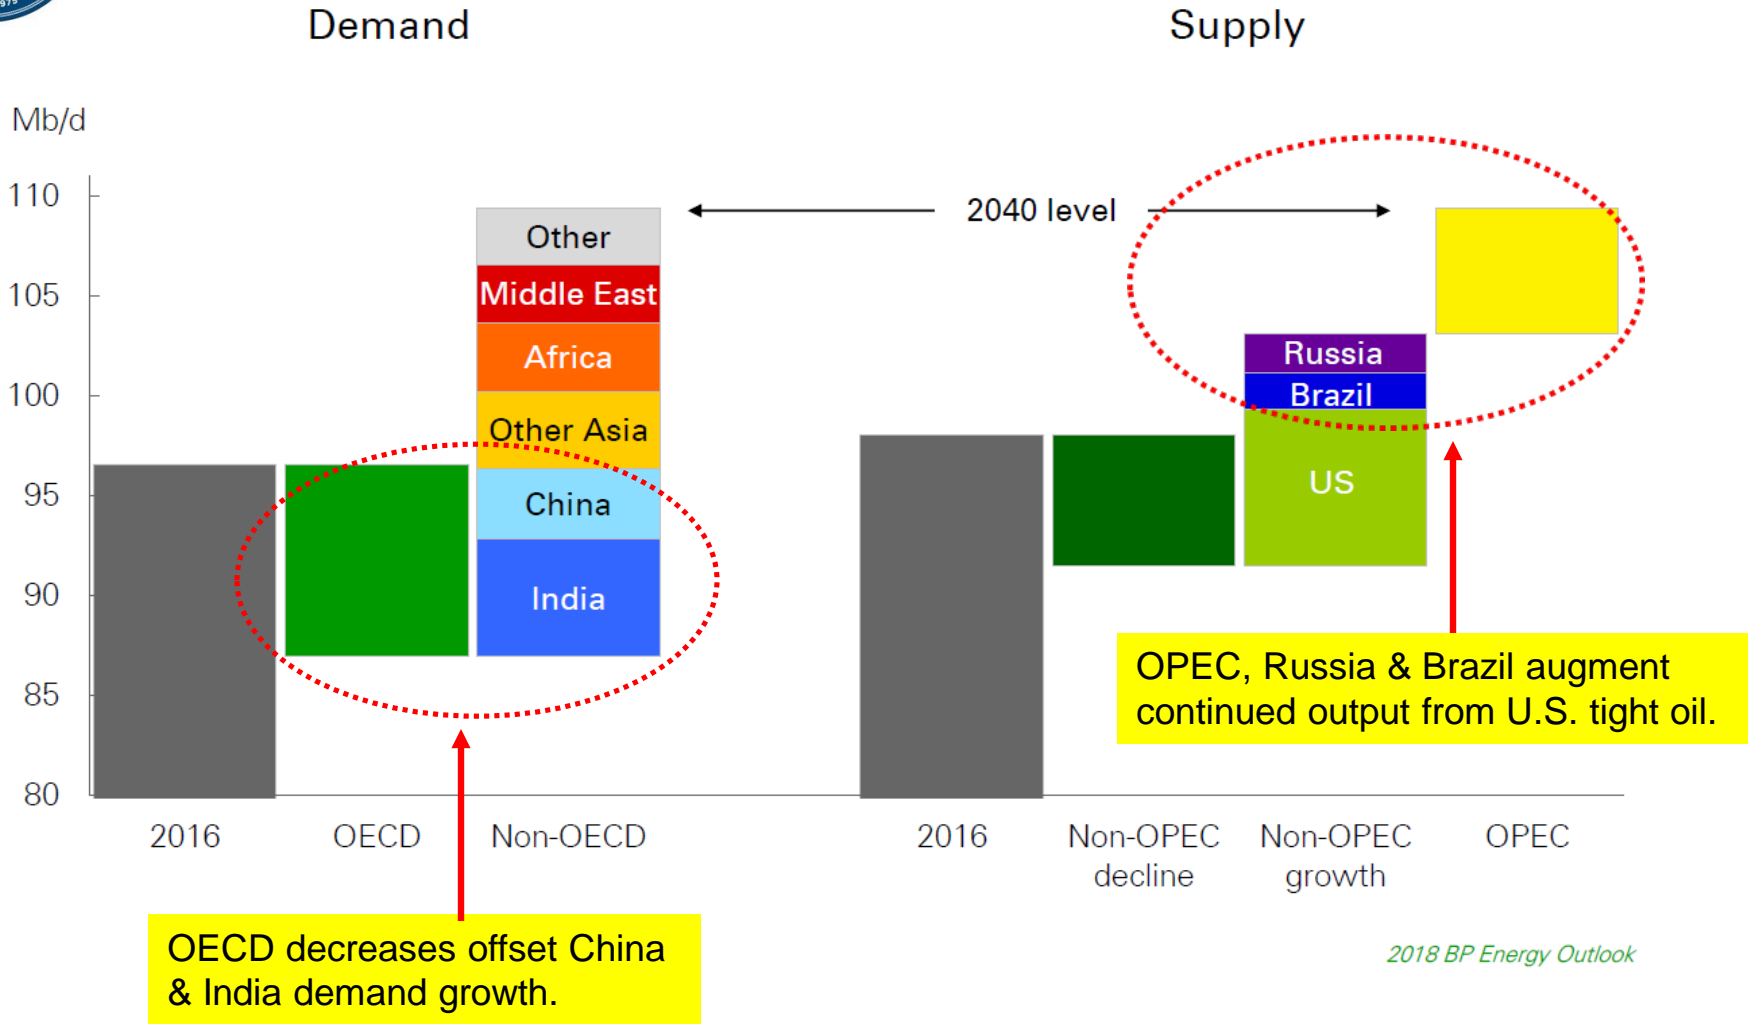 Demand
Supply
Mb/d
110
105
100
95
90
85
80
2040 level
Other
Middle East
Africa
Other Asia
China
India
Russia
Brazil
US
2016
OECD
Non-OECD
2016
Non-OPEC
decline
Non-OPEC
growth
OPEC
OPEC, Russia & Brazil augment
continued output from U.S. tight oil.
OECD decreases offset China
& India demand growth.
2018 BP Energy Outlook